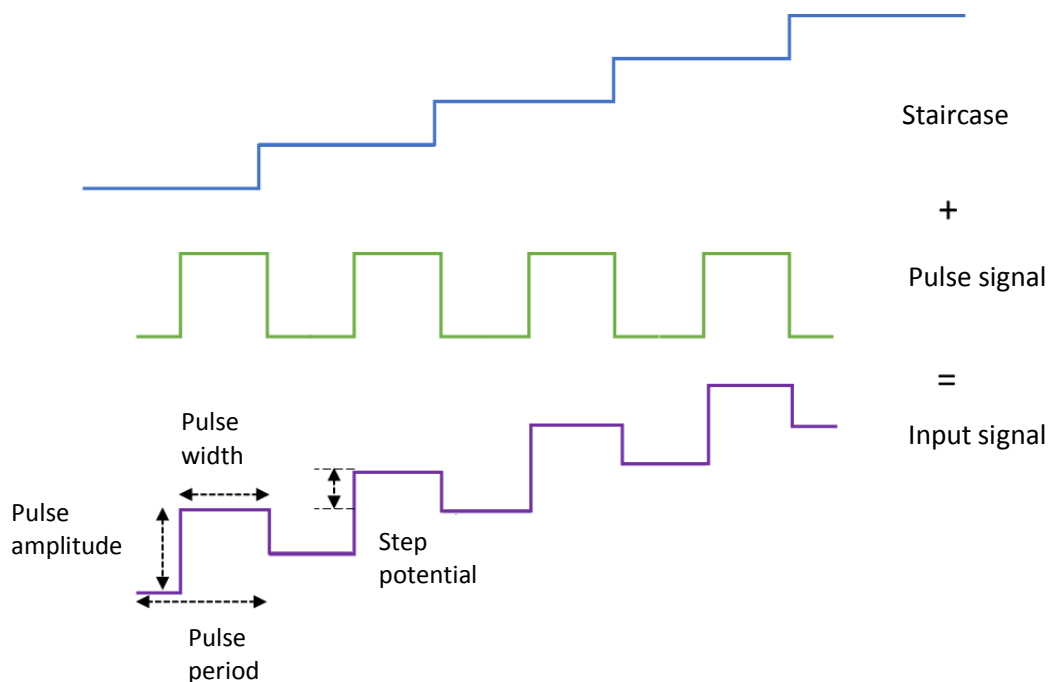 Staircase
+
Pulse signal
=
Input signal
Pulse
width
Pulse
amplitude
Step
potential
Pulse
period